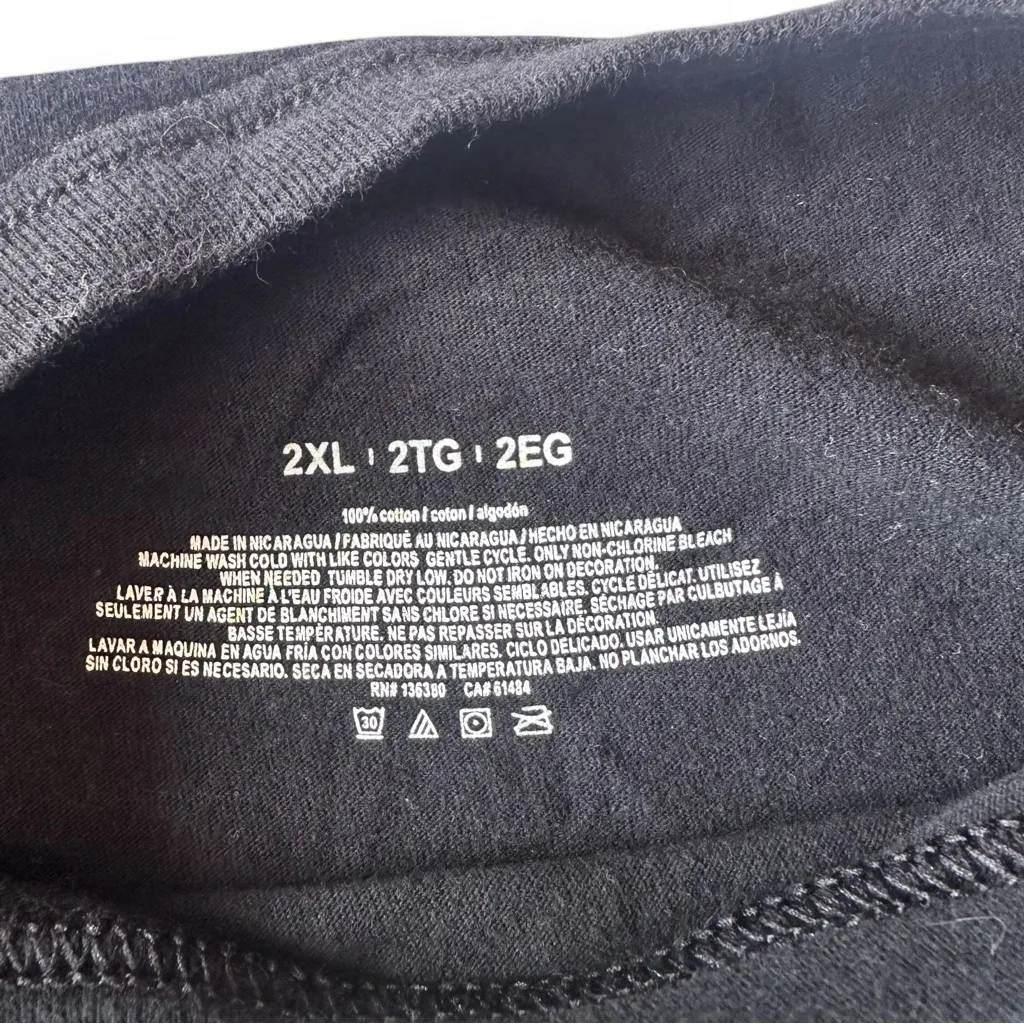 2XL | 2TG | 2EG
100% cotton / coton / algodón
MADE IN NICARAGUA / FABRIQUÉ AU NICARAGUA / HECHO EN NICARAGUA
MACHINE WASH COLD WITH LIKE COLORS GENTLE CYCLE. ONLY NON-CHLORINE BLEACH
WHEN NEEDED TUMBLE DRY LOW. DO NOT IRON ON DECORATION.
LAVER À LA MACHINE À L'EAU FROIDE AVEC COULEURS SEMBLABLES. CYCLE DÉLICAT. UTILISEZ
SEULEMENT UN AGENT DE BLANCHIMENT SANS CHLORE SI NECESSAIRE. SÉCHAGE PAR CULBUTAGE À
BASSE TEMPÉRATURE. NE PAS REPASSER SUR LA DÉCORATION.
LAVAR A MAQUINA EN AGUA FRÍA CON COLORES SIMILARES. CICLO DELICADO. USAR UNICAMENTE LEJÍA
SIN CLORO SI ES NECESARIO. SECA EN SECADORA A TEMPERATURA BAJA. NO PLANCHAR LOS ADORNOS.
RN# 136380 CA# 61484
30